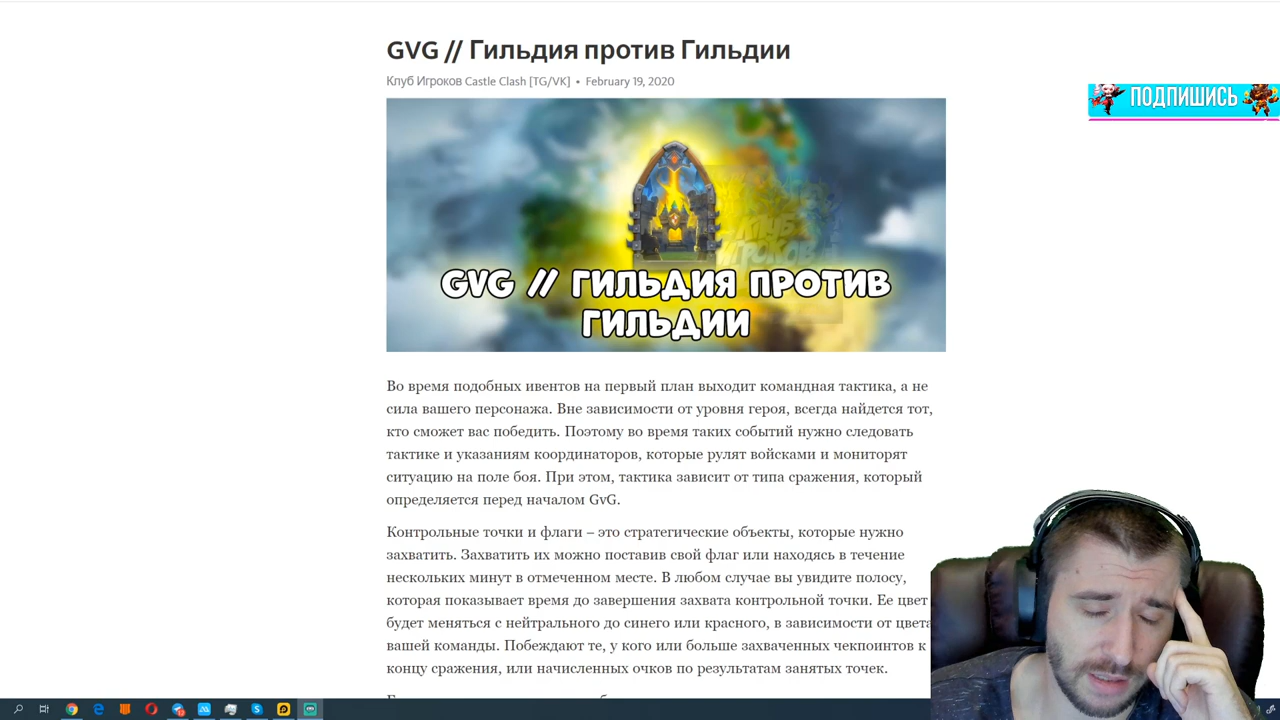 GVG // Гильдия против Гильдии
Клуб Игроков Castle Clash [TG/VK] • February 19, 2020
ПОДПИШИСЬ
КЛУБ
ИГРОКОВ
GVG // ГИЛЬДИЯ ПРОТИВ
ГИЛЬДИИ
Во время подобных ивентов на первый план выходит командная тактика, а не
сила вашего персонажа. Вне зависимости от уровня героя, всегда найдется тот,
кто сможет вас победить. Поэтому во время таких событий нужно следовать
тактике и указаниям координаторов, которые рулят войсками и мониторят
ситуацию на поле боя. При этом, тактика зависит от типа сражения, который
определяется перед началом GvG.
Контрольные точки и флаги – это стратегические объекты, которые нужно
захватить. Захватить их можно поставив свой флаг или находясь в течение
нескольких минут в отмеченном месте. В любом случае вы увидите полосу,
которая показывает время до завершения захвата контрольной точки. Ее цвет
будет меняться с нейтрального до синего или красного, в зависимости от цвета
вашей команды. Побеждают те, у кого или больше захваченных чекпоинтов к
концу сражения, или начисленных очков по результатам занятых точек.